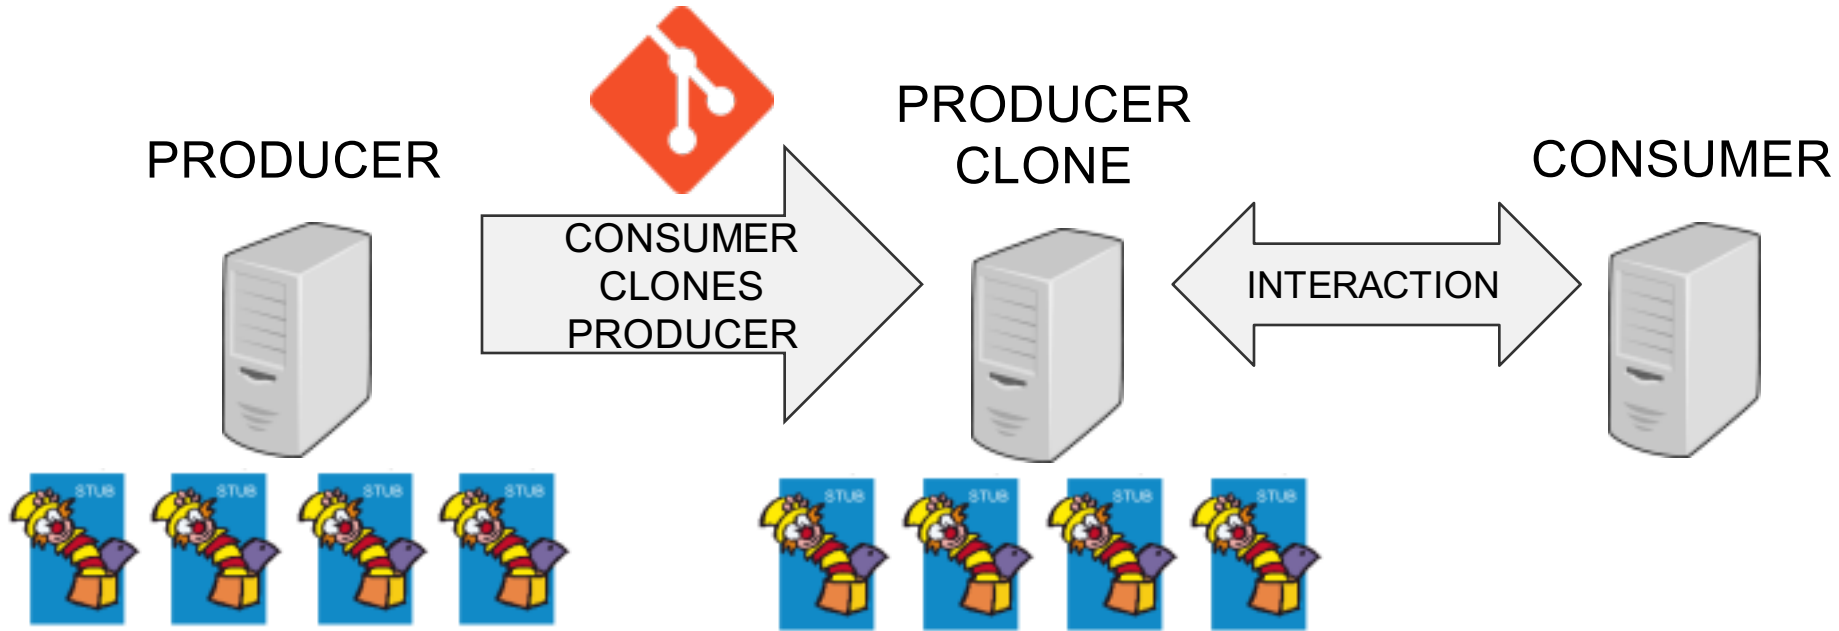 PRODUCER
CONSUMER
CLONES
PRODUCER
PRODUCER
CLONE
INTERACTION
CONSUMER
STUB
STUB
STUB
STUB
STUB
STUB
STUB
STUB